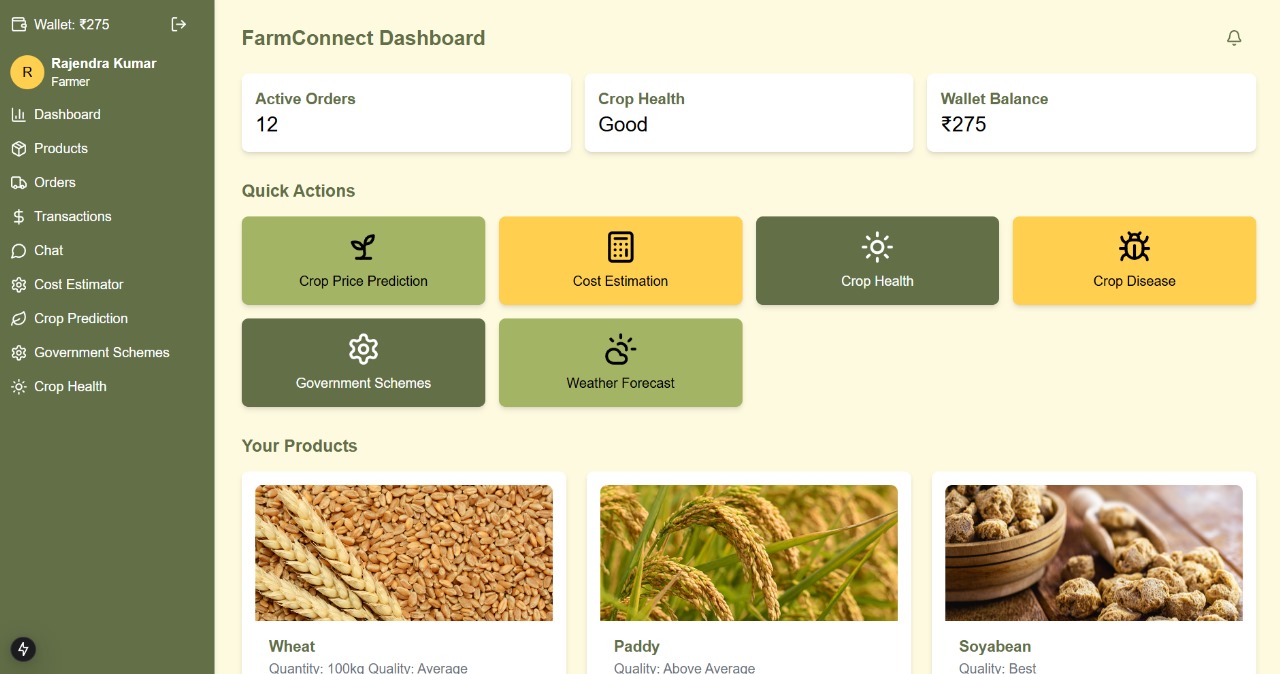 Wallet: ₹275
R
Rajendra Kumar
Farmer
Dashboard
Products
Orders
Transactions
Chat
Cost Estimator
Crop Prediction
Government Schemes
Crop Health
FarmConnect Dashboard
Active Orders
12
Crop Health
Good
Wallet Balance
₹275
Quick Actions
Crop Price Prediction
Cost Estimation
Crop Health
Crop Disease
Government Schemes
Weather Forecast
Your Products
Wheat
Quantity: 100kg Quality: Average
Paddy
Quality: Above Average
Soyabean
Quality: Best